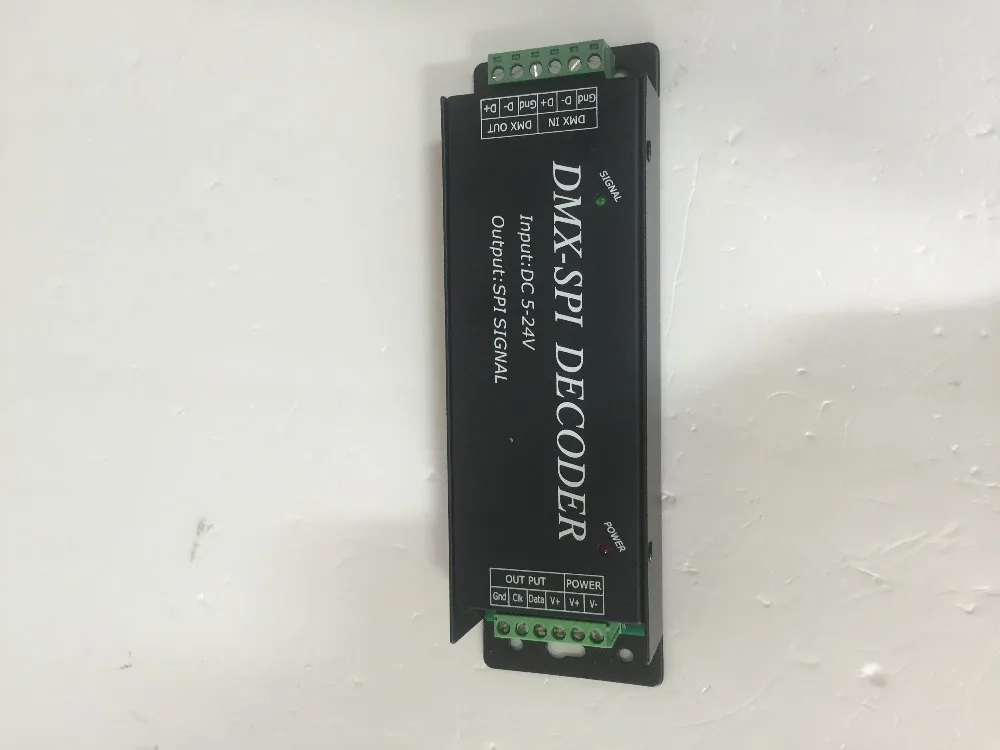 DMX-SPI DECODER
Input:DC 5-24V
Output:SPI SIGNAL
SIGNAL
POWER
DMX IN DMX OUT
Gnd D- D+ Gnd D- D+
OUT PUT POWER
Gnd Clk Data V+ V+ V-